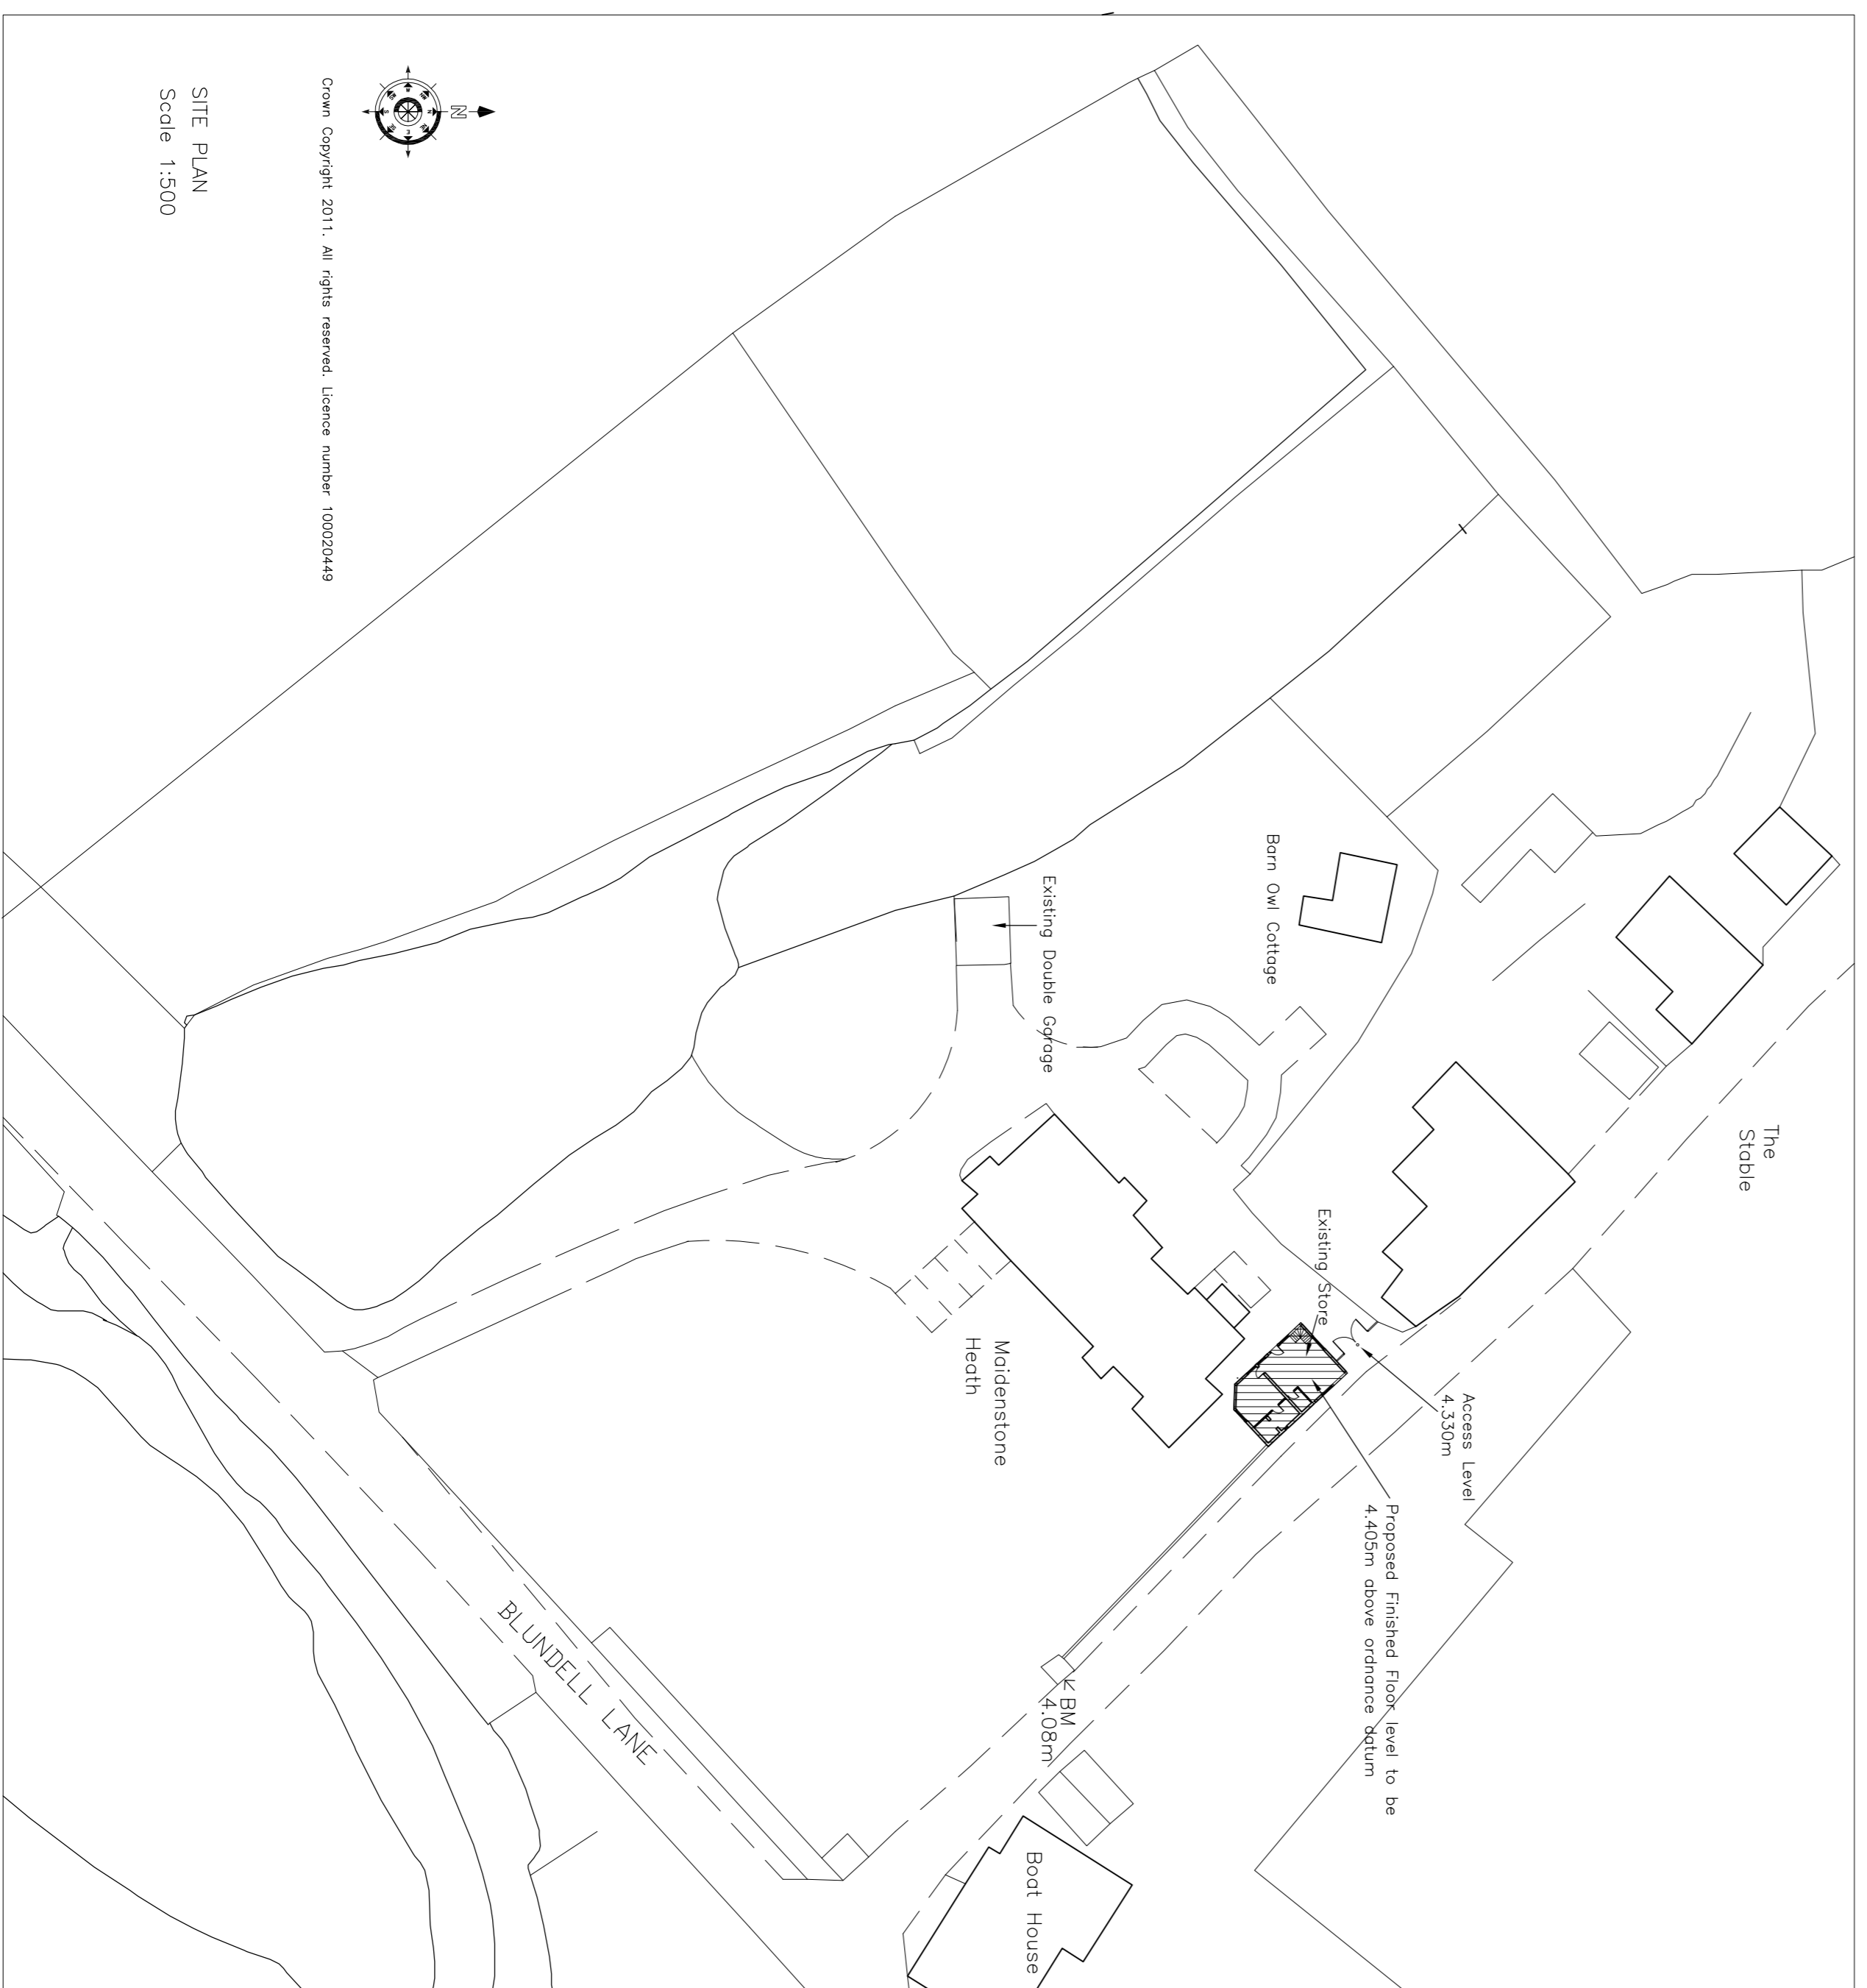 The
Stable
Barn Owl Cottage
Existing Double Garage
Existing Store
Access Level
4.330m
Proposed Finished Floor level to be
4.405m above ordnance datum
Maidenstone
Heath
BM
4.08m
Boat House
BLUNDELL LANE
N
Crown Copyright 2011. All rights reserved. Licence number 100020449
SITE PLAN
Scale 1:500